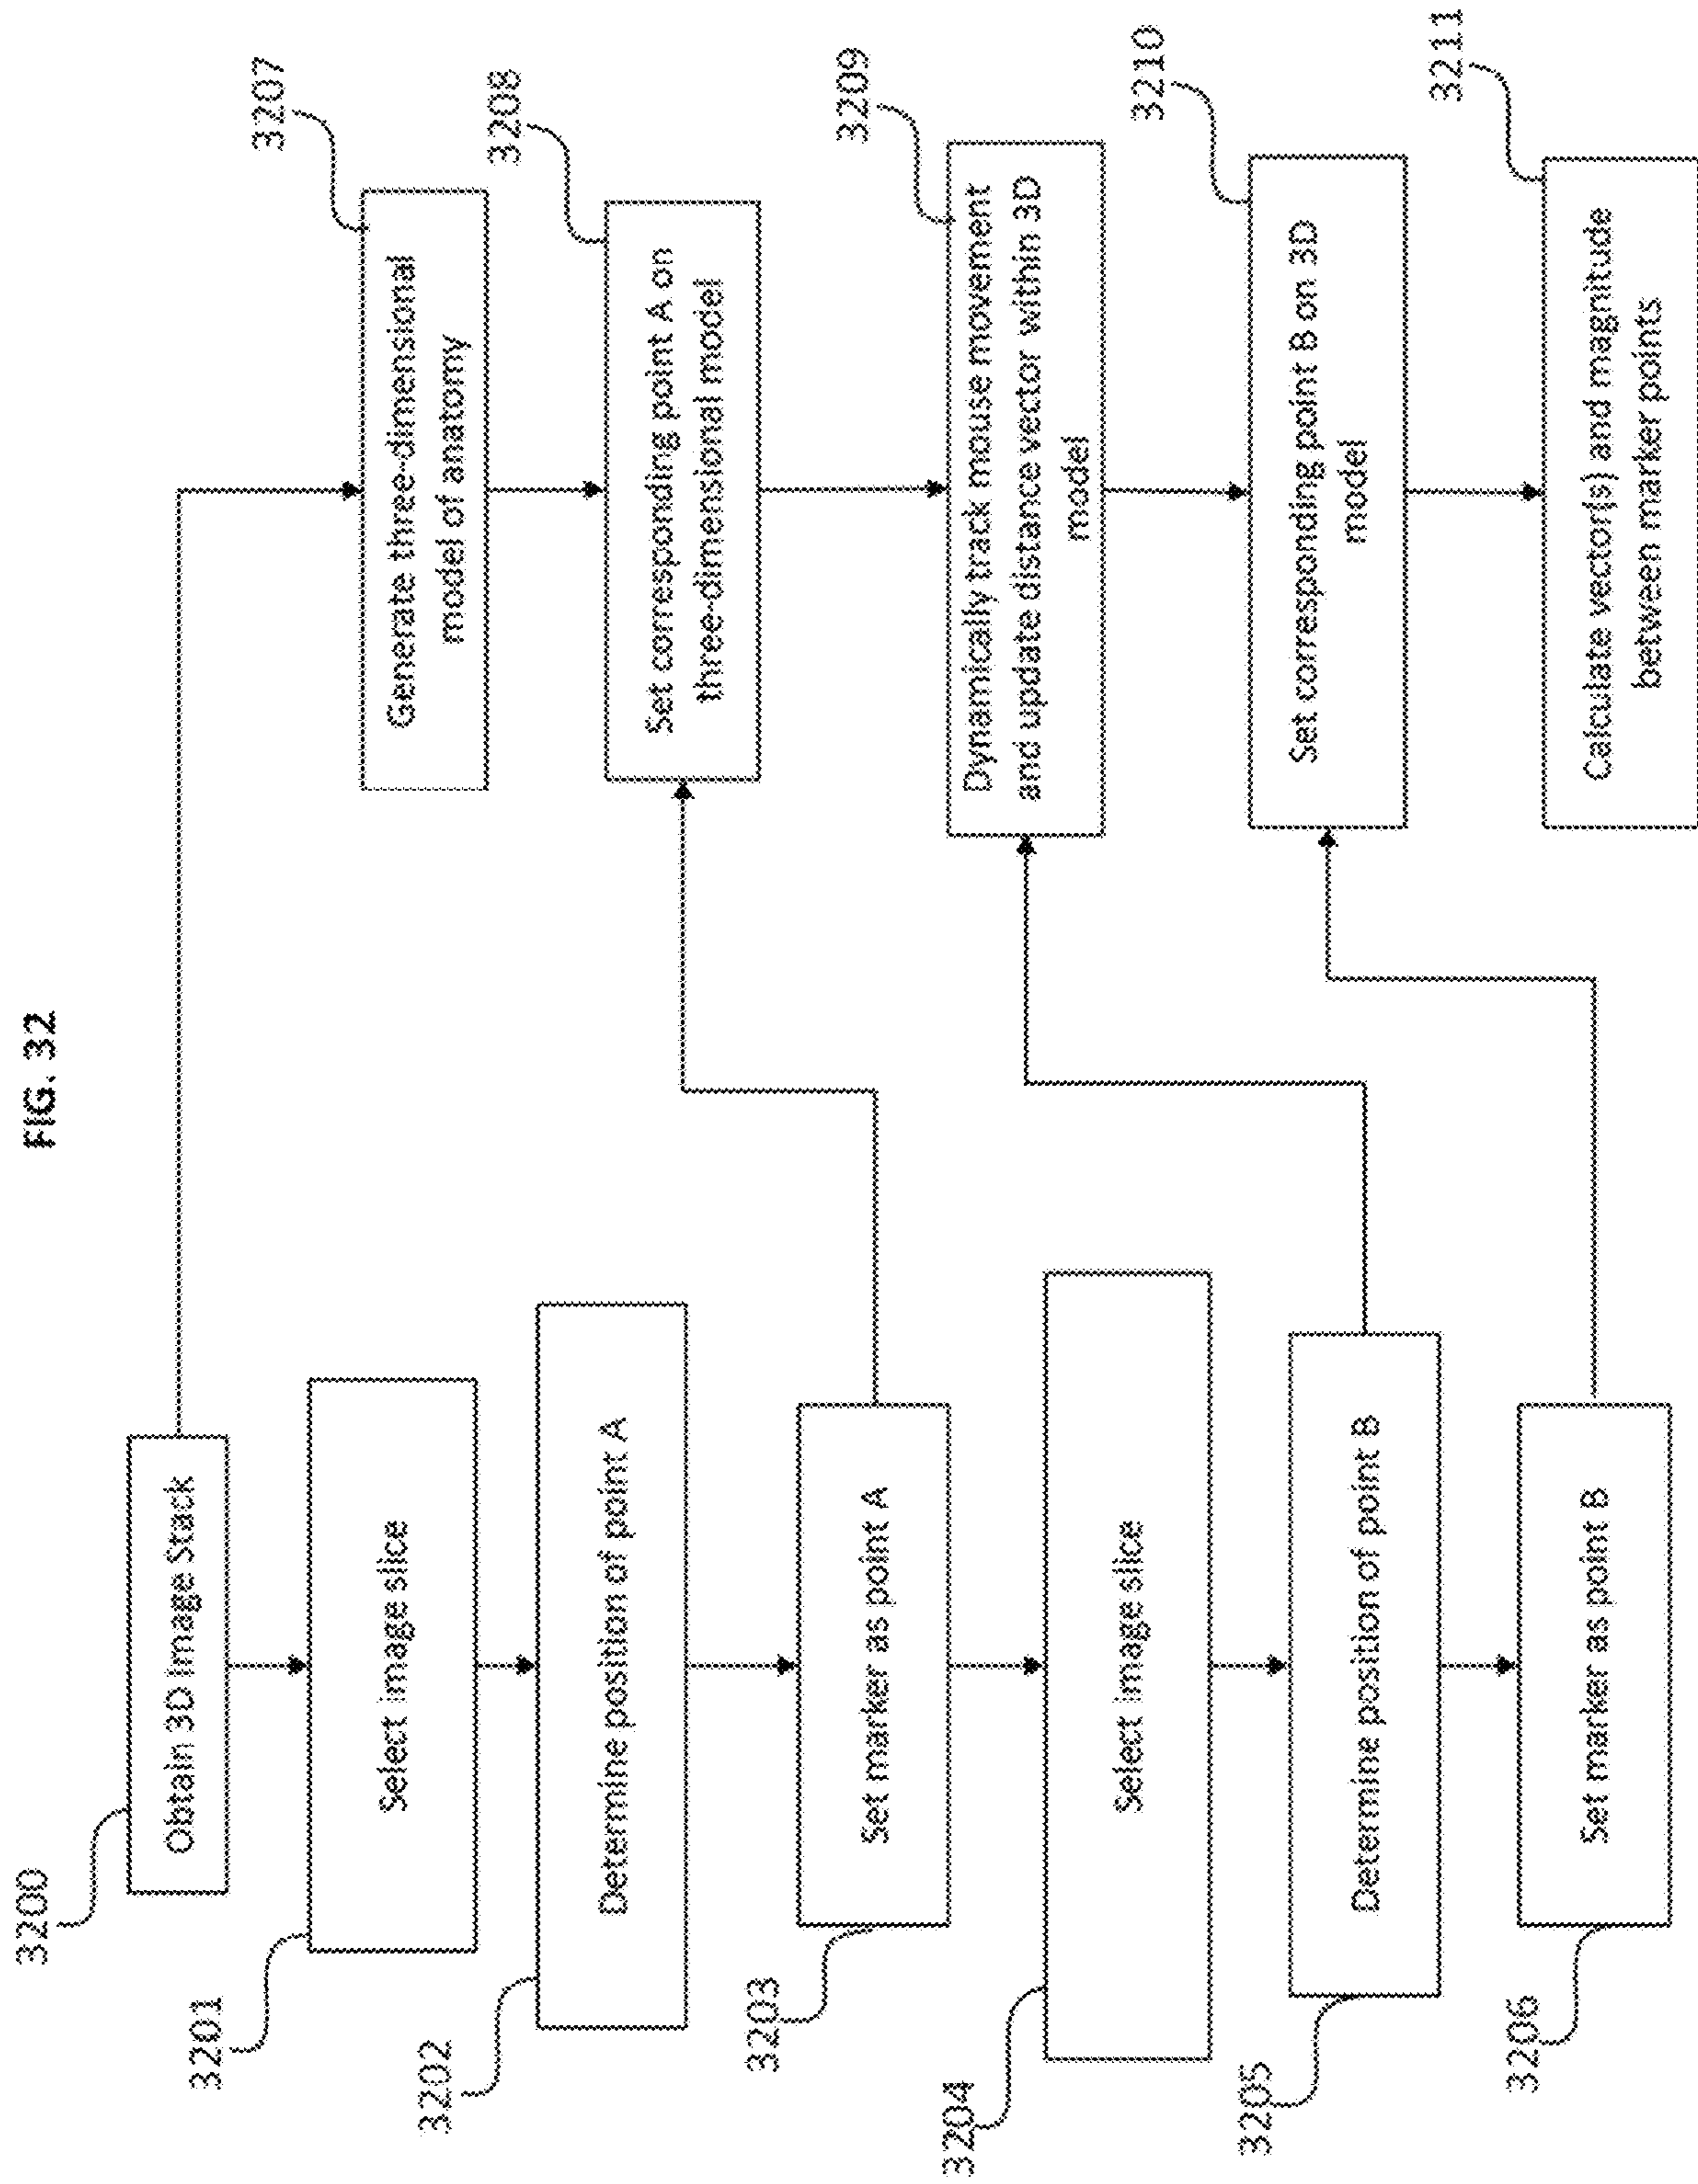 FIG. 32
3200
Obtain 3D Image Stack
3201
Select image slice
3202
Determine position of point A
3203
Set marker as point A
3204
Select image slice
3205
Determine position of point B
3206
Set marker as point B
3207
Generate three-dimensional
model of anatomy
3208
Set corresponding point A on
three-dimensional model
3209
Dynamically track mouse movement
and update distance vector within 3D
model
3210
Set corresponding point B on 3D
model
3211
Calculate vector(s) and magnitude
between marker points